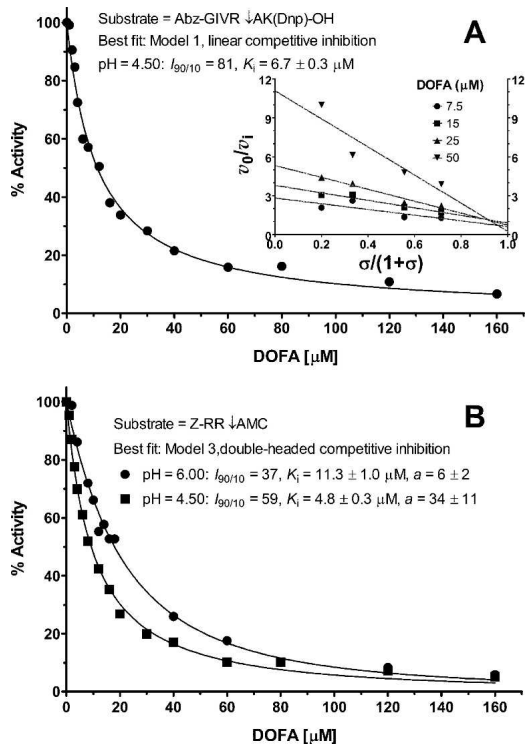 A
Substrate = Abz-GIVR ↓AK(Dnp)-OH
Best fit: Model 1, linear competitive inhibition
pH = 4.50: I90/10 = 81, Ki = 6.7 ± 0.3 µM
DOFA (µM)
7.5
15
25
50
v0/vi
12
9
6
3
0
12
9
6
3
0
0.0 0.2 0.4 0.6 0.8 1.0
σ/(1+σ)
% Activity
100
80
60
40
20
0
0 20 40 60 80 100 120 140 160
DOFA [µM]
B
Substrate = Z-RR ↓AMC
Best fit: Model 3,double-headed competitive inhibition
pH = 6.00: I90/10 = 37, Ki = 11.3 ± 1.0 µM, a = 6 ± 2
pH = 4.50: I90/10 = 59, Ki = 4.8 ± 0.3 µM, a = 34 ± 11
% Activity
100
80
60
40
20
0
0 20 40 60 80 100 120 140 160
DOFA [µM]